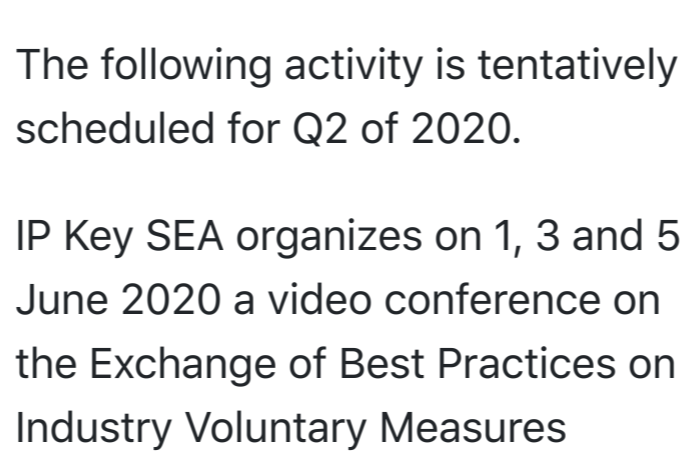 The following activity is tentatively
scheduled for Q2 of 2020.
IP Key SEA organizes on 1, 3 and 5
June 2020 a video conference on
the Exchange of Best Practices on
Industry Voluntary Measures